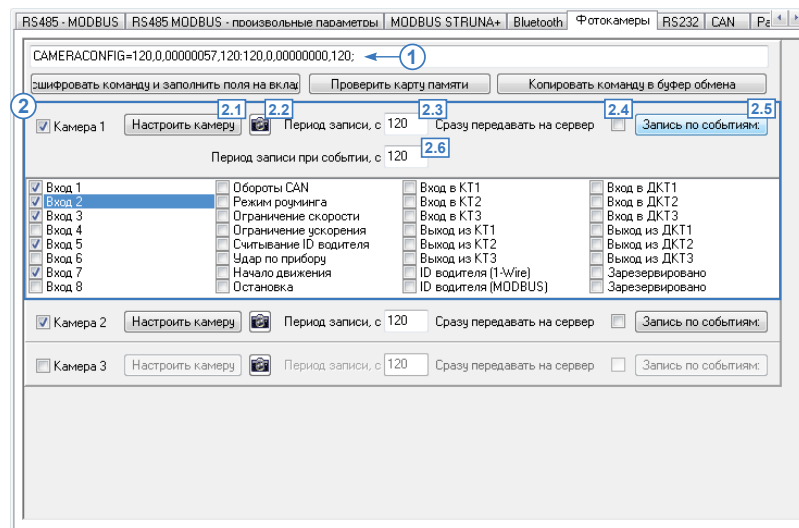 RS485 - MODBUS RS485 MODBUS - произвольные параметры MODBUS STRUNA+ Bluetooth Фотокамеры RS232 CAN Ра
CAMERACONFIG=120,0,00000057,120:120,0,00000000,120; 1
сшифровать команду и заполнить поля на вклад Проверить карту памяти Копировать команду в буфер обмена
2 2.1 2.2 2.3 2.4 2.5
Камера 1 Настроить камеру Период записи, с 120 Сразу передавать на сервер Запись по событиям:
2.6
Период записи при событии, с 120
Вход 1 Обороты CAN Вход в КТ1 Вход в ДКТ1
Вход 2 Режим роуминга Вход в КТ2 Вход в ДКТ2
Вход 3 Ограничение скорости Вход в КТ3 Вход в ДКТ3
Вход 4 Ограничение ускорения Выход из КТ1 Выход из ДКТ1
Вход 5 Считывание ID водителя Выход из КТ2 Выход из ДКТ2
Вход 6 Удар по прибору Выход из КТ3 Выход из ДКТ3
Вход 7 Начало движения ID водителя (1-Wire) Зарезервировано
Вход 8 Остановка ID водителя (MODBUS) Зарезервировано
Камера 2 Настроить камеру Период записи, с 120 Сразу передавать на сервер Запись по событиям:
Камера 3 Настроить камеру Период записи, с 120 Сразу передавать на сервер Запись по событиям: